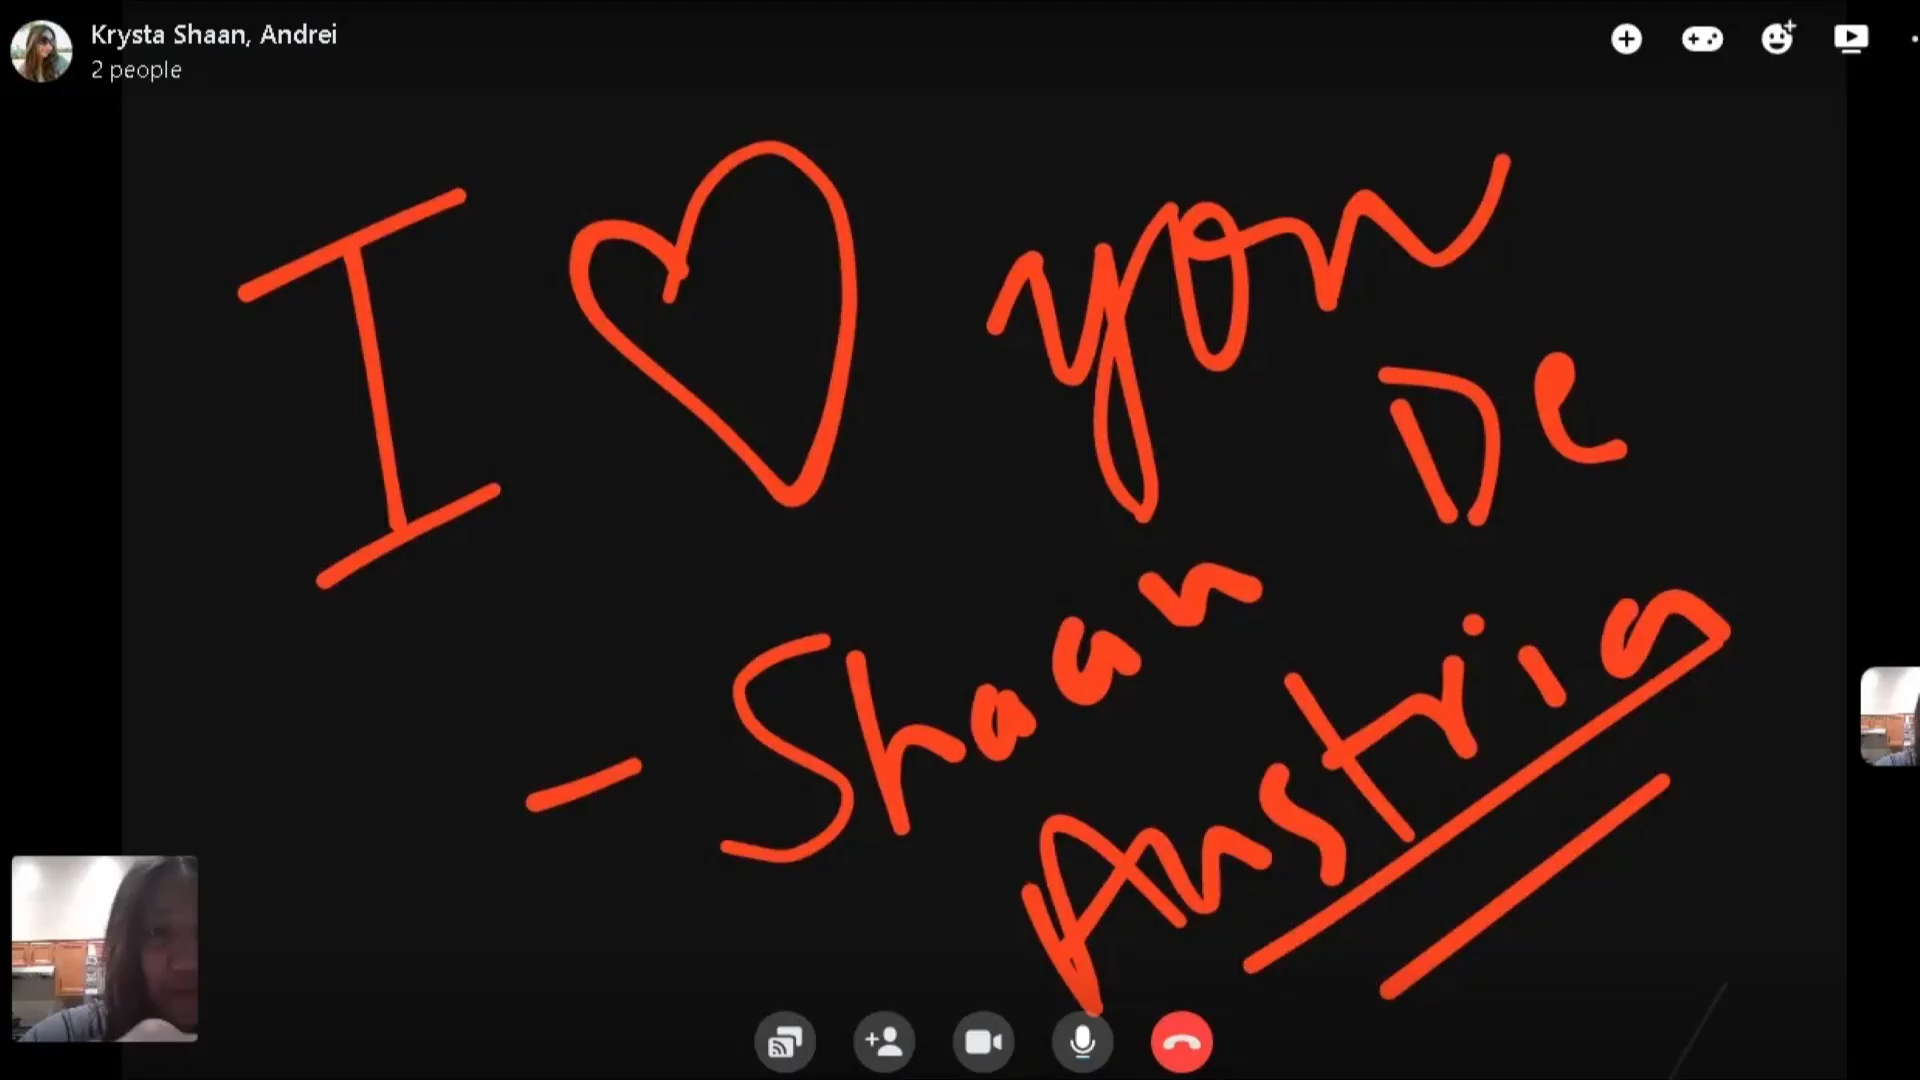 Krysta Shaan, Andrei
2 people
I ♡ you
De
- Shaan
Austria